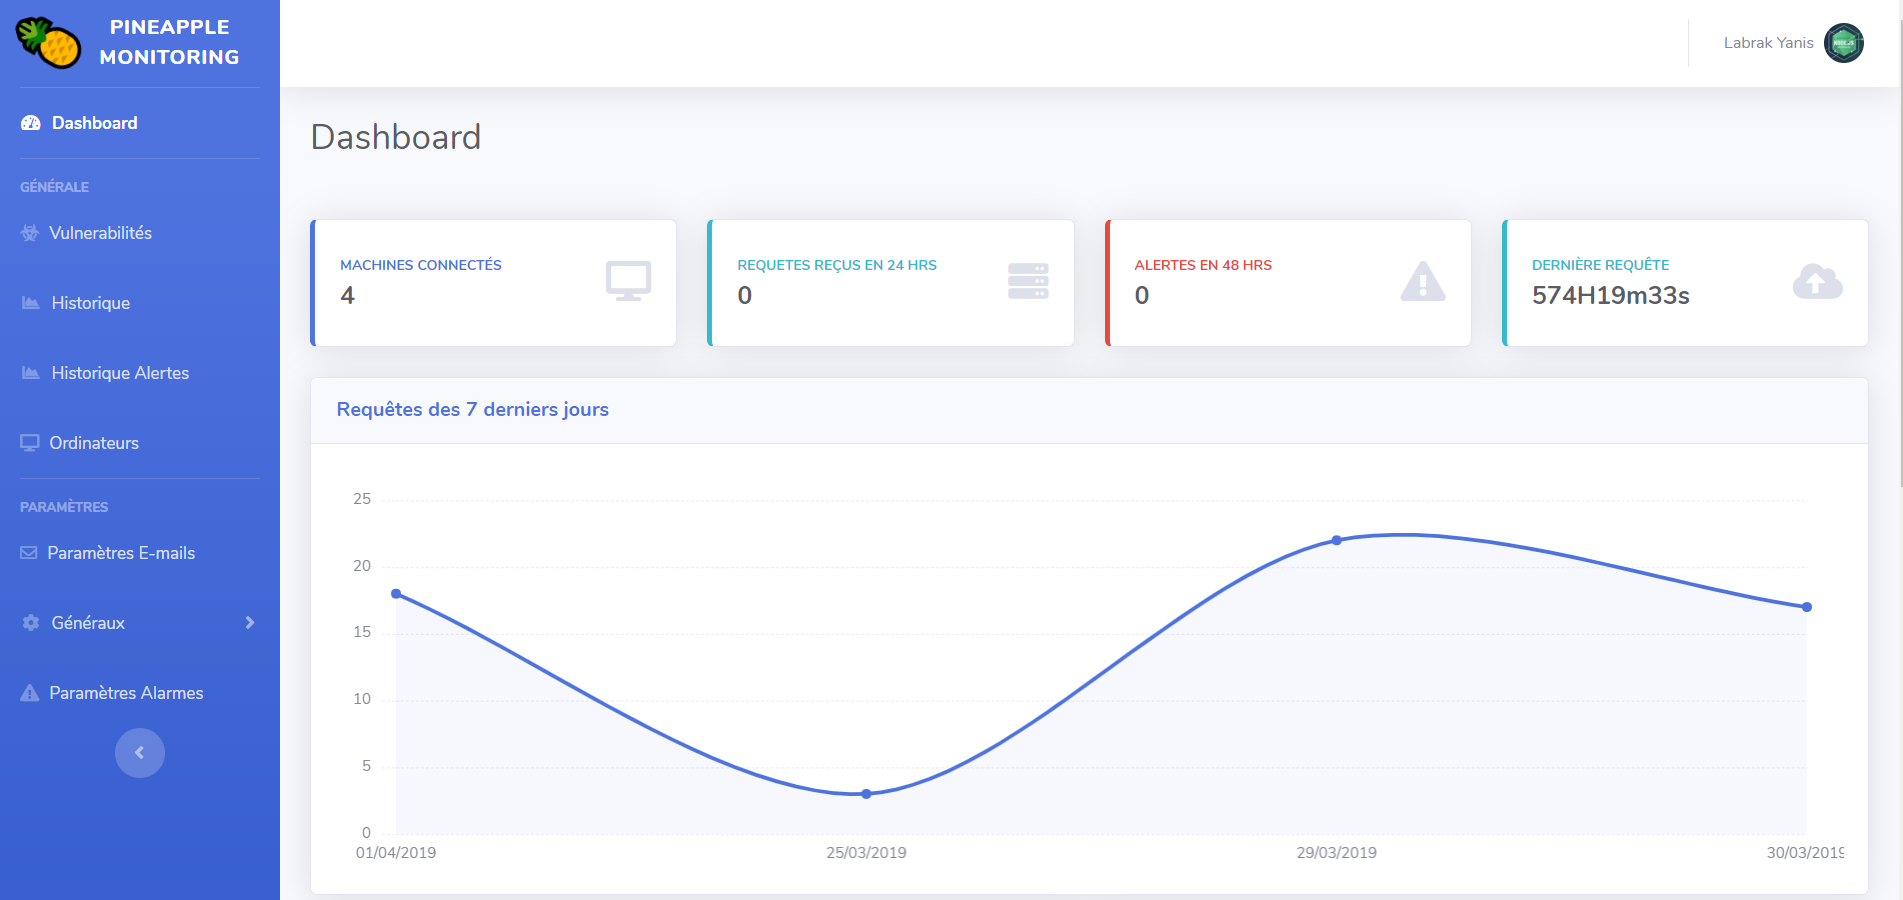 PINEAPPLE
MONITORING
Dashboard
GÉNÉRALE
Vulnerabilités
Historique
Historique Alertes
Ordinateurs
PARAMÈTRES
Paramètres E-mails
Généraux
Paramètres Alarmes
Labrak Yanis
Dashboard
MACHINES CONNECTÉS
4
REQUETES REÇUS EN 24 HRS
0
ALERTES EN 48 HRS
0
DERNIÈRE REQUÊTE
574H19m33s
Requêtes des 7 derniers jours
25
20
15
10
5
0
01/04/2019
25/03/2019
29/03/2019
30/03/2019